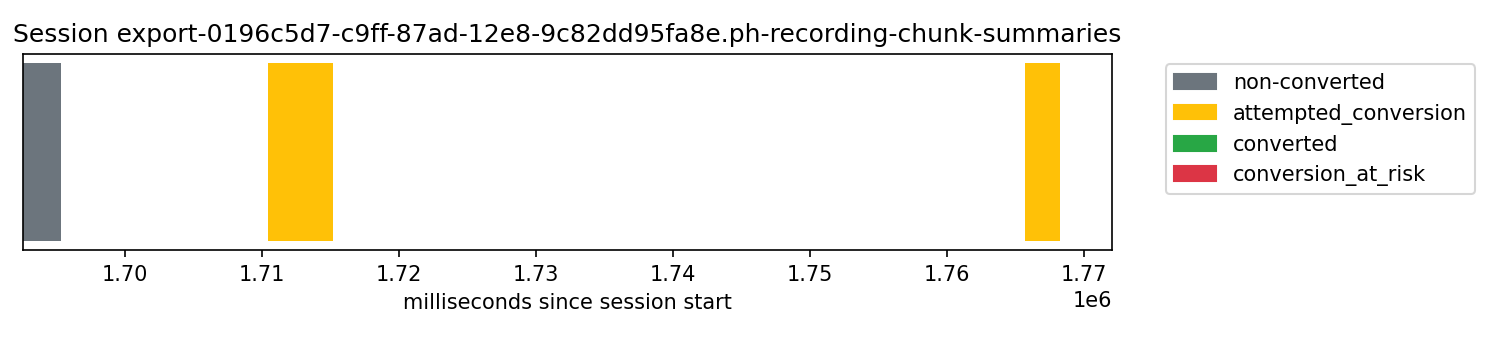 Session export-0196c5d7-c9ff-87ad-12e8-9c82dd95fa8e.ph-recording-chunk-summaries
non-converted
attempted_conversion
converted
conversion_at_risk
1.70 1.71 1.72 1.73 1.74 1.75 1.76 1.77
milliseconds since session start
1e6